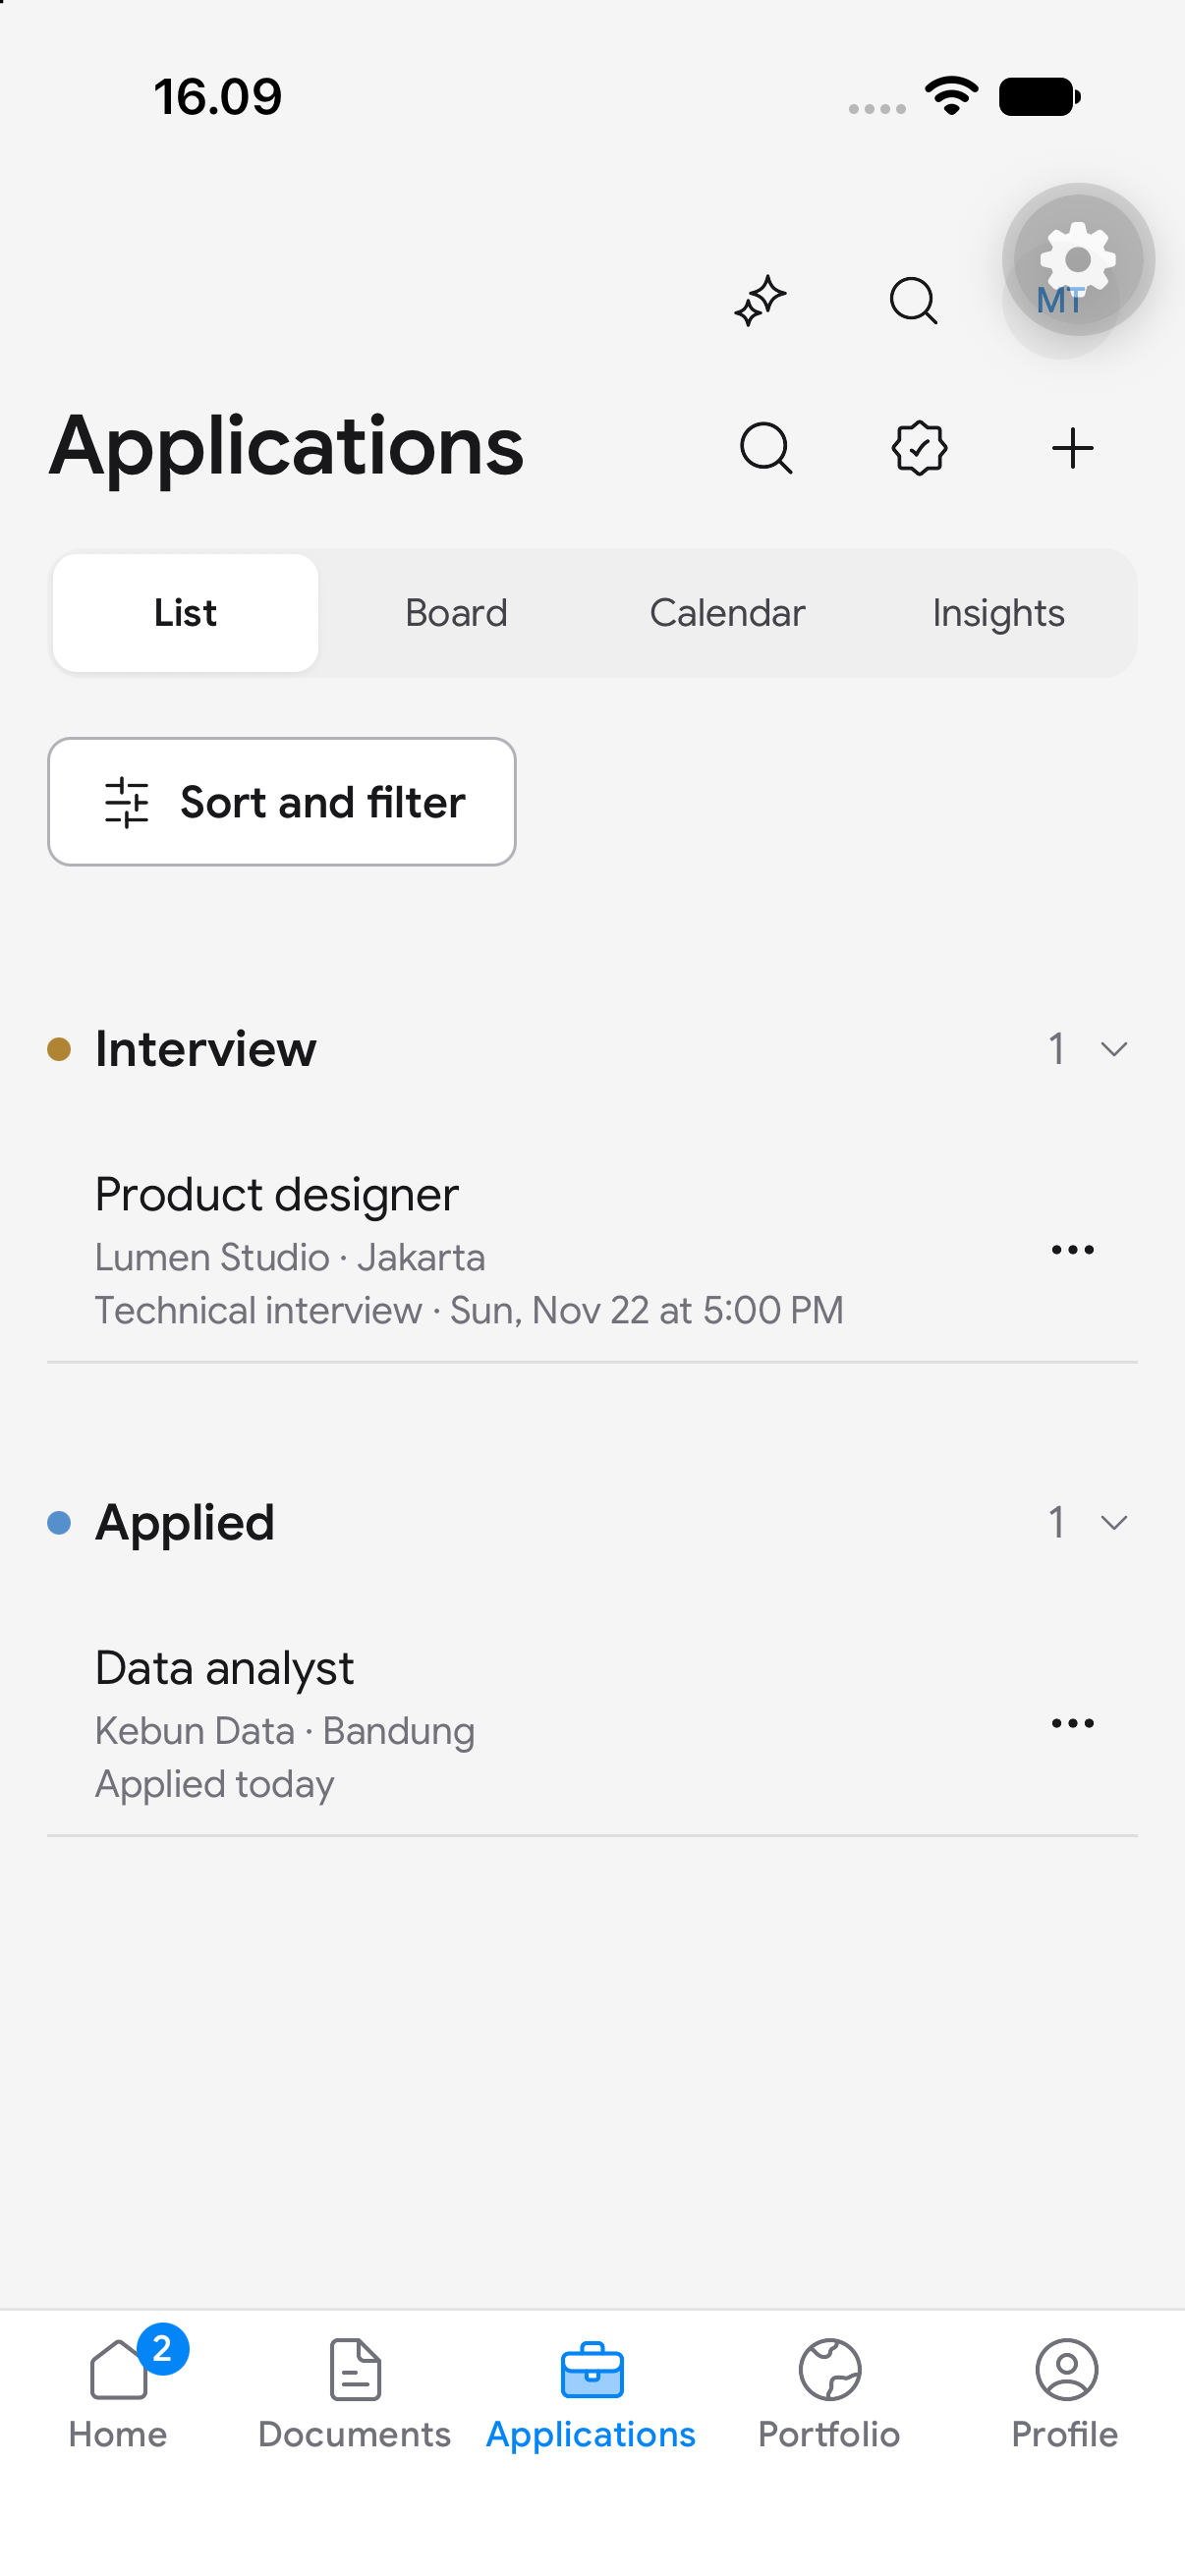 16.09
MT
Applications
List
Board
Calendar
Insights
Sort and filter
Interview
1
Product designer
Lumen Studio · Jakarta
Technical interview · Sun, Nov 22 at 5:00 PM
Applied
1
Data analyst
Kebun Data · Bandung
Applied today
2
Home
Documents
Applications
Portfolio
Profile